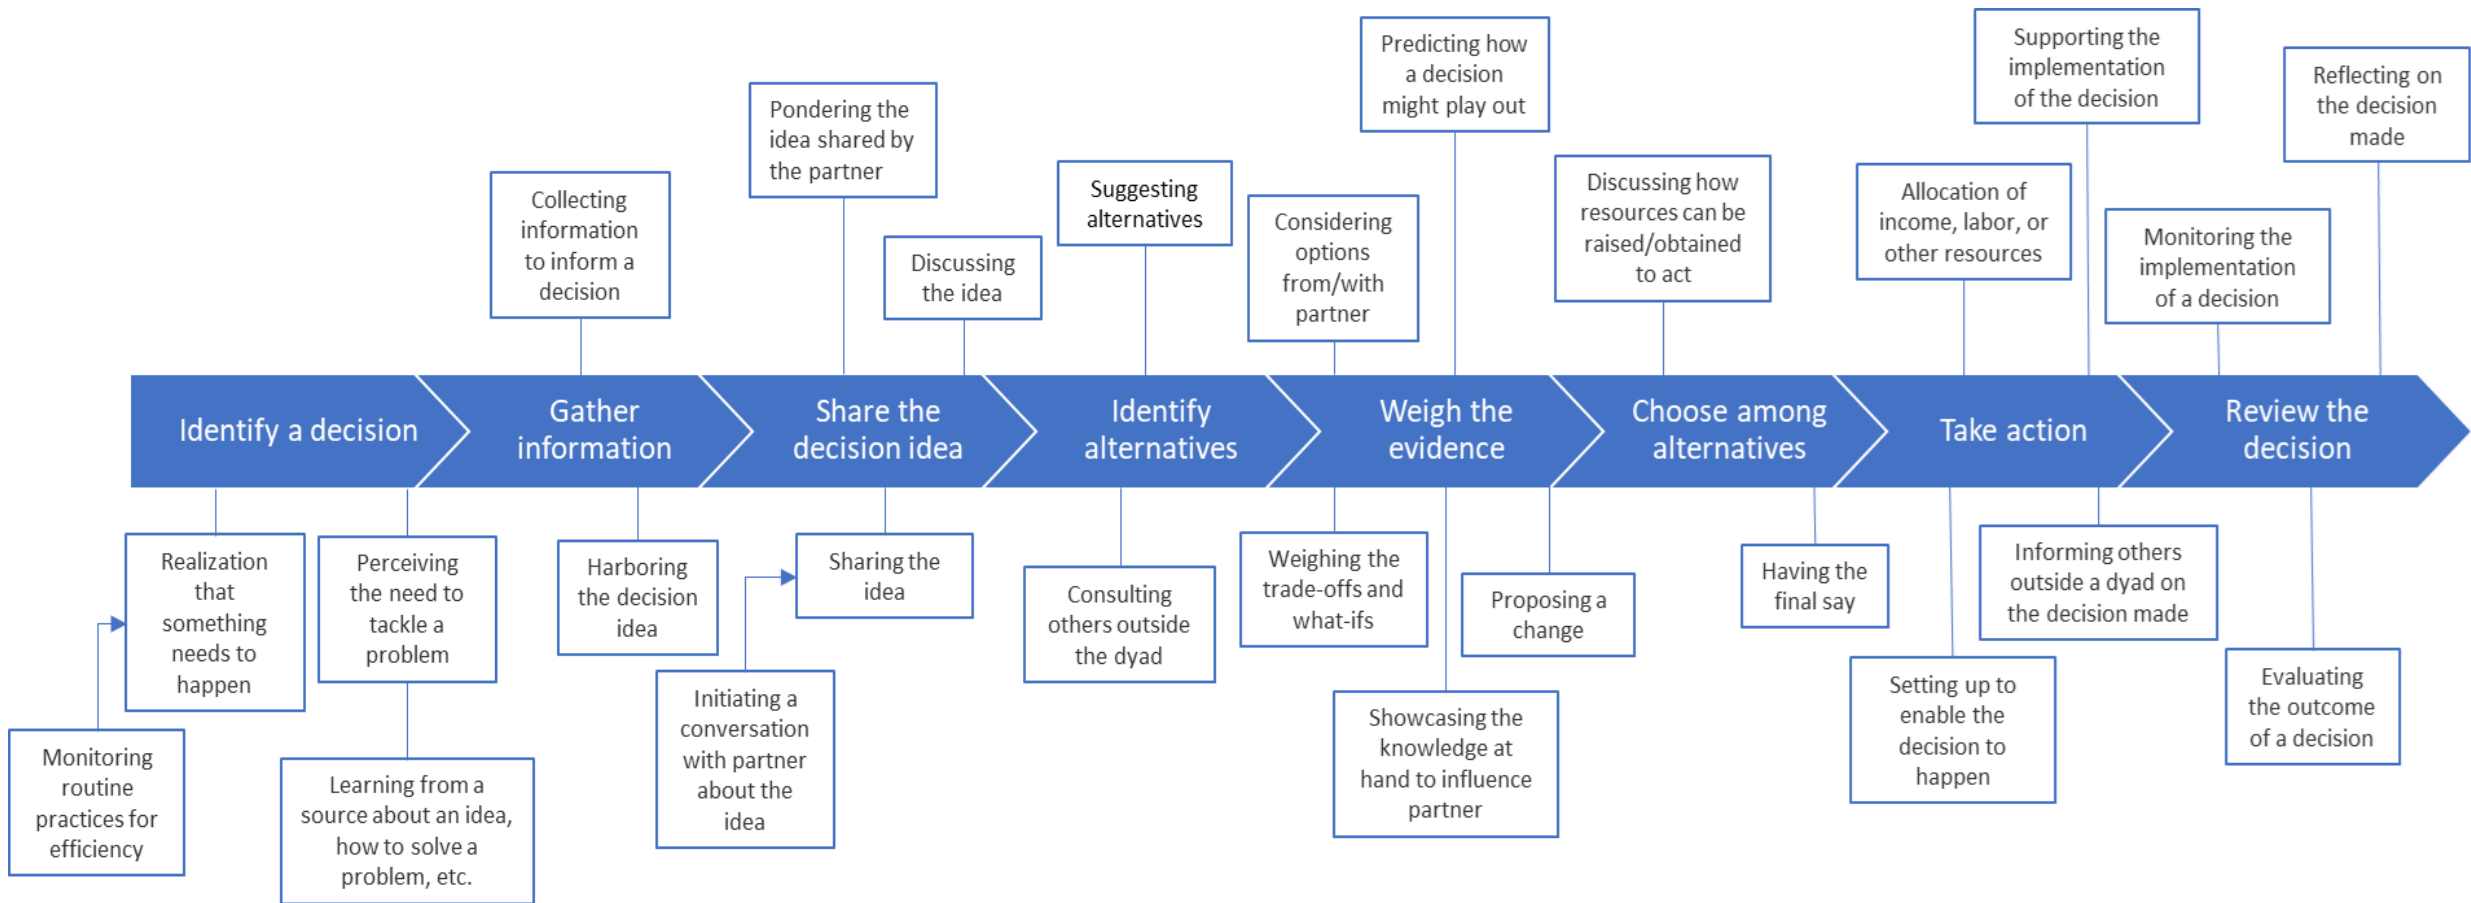 Predicting how
a decision
might play out
Supporting the
implementation
of the decision
Reflecting on
the decision
made
Pondering the
idea shared by
the partner
Collecting
information
to inform a
decision
Suggesting
alternatives
Discussing
the idea
Considering
options
from/with
partner
Discussing how
resources can be
raised/obtained
to act
Allocation of
income, labor, or
other resources
Monitoring the
implementation
of a decision
Identify a decision
Gather
information
Share the
decision idea
Identify
alternatives
Weigh the
evidence
Choose among
alternatives
Take action
Review the
decision
Realization
that
something
needs to
happen
Perceiving
the need to
tackle a
problem
Harboring
the decision
idea
Sharing the
idea
Consulting
others outside
the dyad
Weighing the
trade-offs and
what-ifs
Proposing a
change
Having the
final say
Informing others
outside a dyad on
the decision made
Monitoring
routine
practices for
efficiency
Learning from a
source about an idea,
how to solve a
problem, etc.
Initiating a
conversation
with partner
about the
idea
Showcasing the
knowledge at
hand to influence
partner
Setting up to
enable the
decision to
happen
Evaluating
the outcome
of a decision